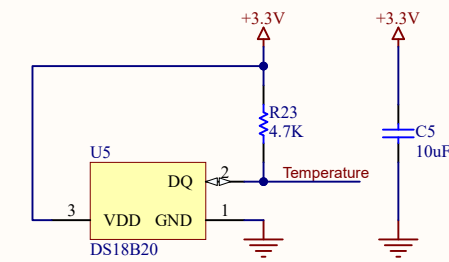 +3.3V
+3.3V
R23
4.7K
C5
10uF
U5
DQ
2
Temperature
3
VDD
GND
1
DS18B20